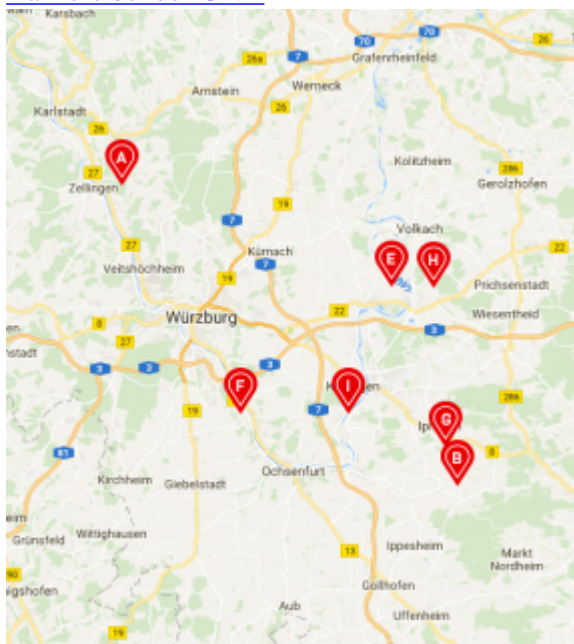 Karsbach
70
70
26
7
26a
Grafenrheinfeld
Arnstein
Werneck
Karlstadt
26
26
A
27
Zellingen
Kolitzheim
286
Gerolzhofen
19
7
Volkach
22
27
Kürnach
E
H
Veitshöchheim
19
7
Prichsenstadt
Würzburg
22
Wiesentheid
8
27
3
3
3
3
F
I
286
19
7
G
81
B
8
Ochsenfurt
Kirchheim
Giebelstadt
Grünsfeld
Wittighausen
13
Ippesheim
Markt
Nordheim
Gollhofen
Aub
Uffenheim
19